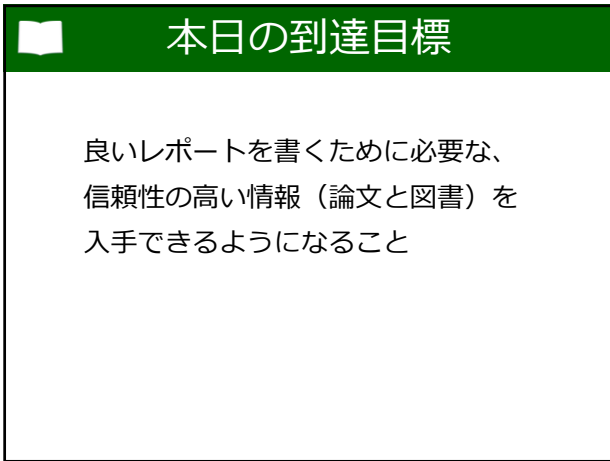 本日の到達目標
良いレポートを書くために必要な、
信頼性の高い情報（論文と図書）を
入手できるようになること